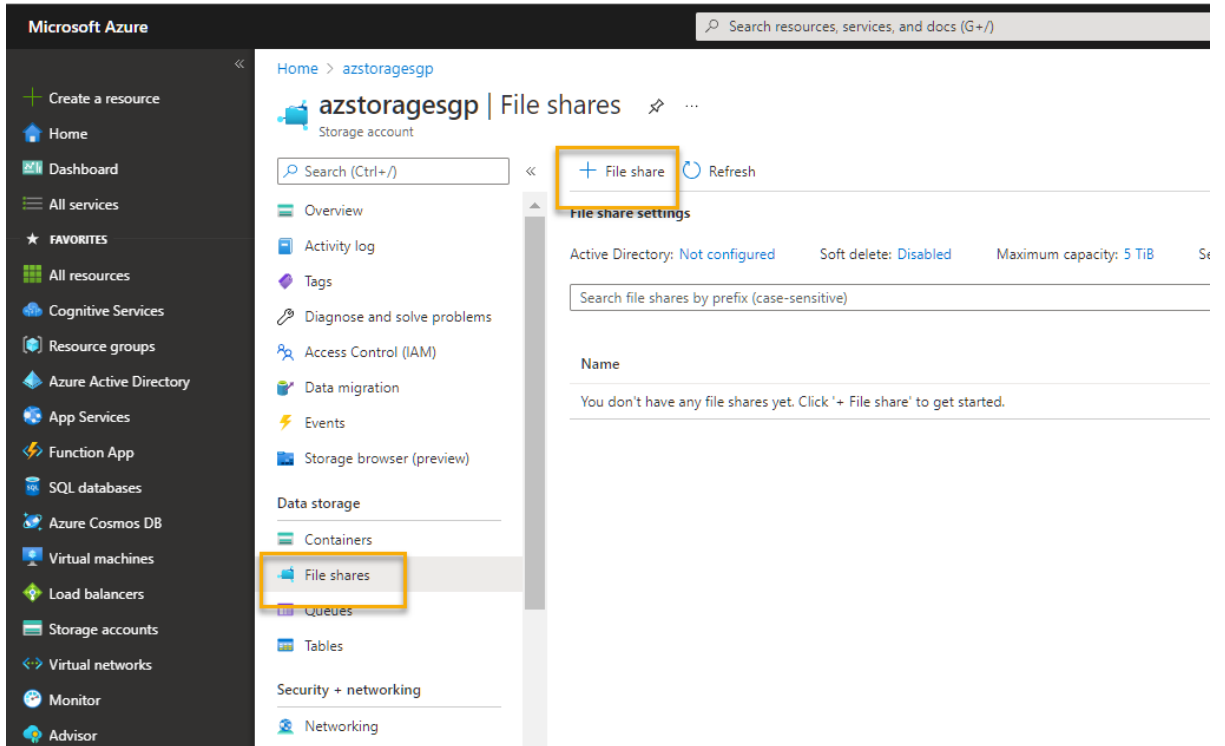 Microsoft Azure
Search resources, services, and docs (G+/)
«
Create a resource
Home
Dashboard
All services
FAVORITES
All resources
Cognitive Services
Resource groups
Azure Active Directory
App Services
Function App
SQL databases
Azure Cosmos DB
Virtual machines
Load balancers
Storage accounts
Virtual networks
Monitor
Advisor
Home > azstoragesgp
azstoragesgp | File shares ...
Storage account
Search (Ctrl+/) «
Overview
Activity log
Tags
Diagnose and solve problems
Access Control (IAM)
Data migration
Events
Storage browser (preview)
Data storage
Containers
File shares
Queues
Tables
Security + networking
Networking
+ File share Refresh
File share settings
Active Directory: Not configured Soft delete: Disabled Maximum capacity: 5 TiB Se
Search file shares by prefix (case-sensitive)
Name
You don't have any file shares yet. Click '+ File share' to get started.